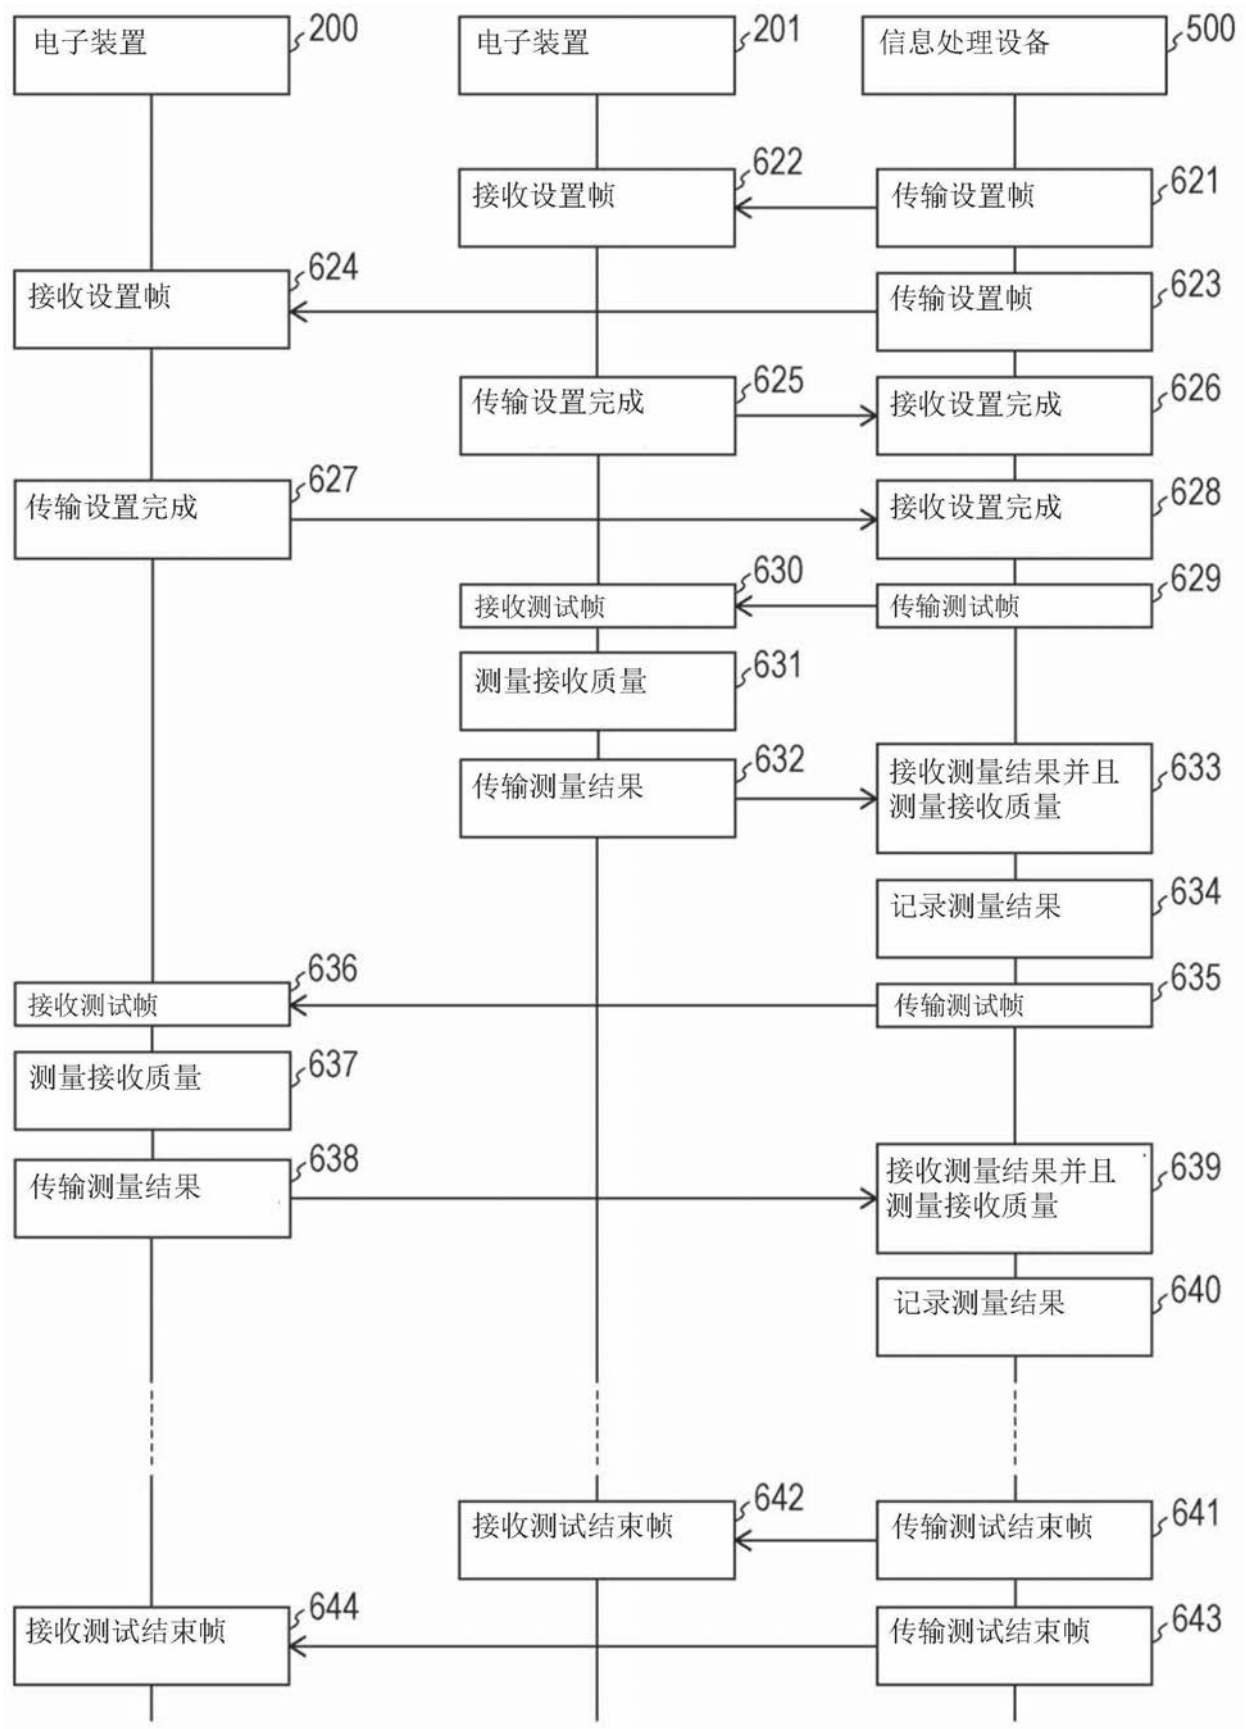 电子装置
200
电子装置
201
信息处理设备
500
接收设置帧
622
传输设置帧
621
接收设置帧
624
传输设置帧
623
传输设置完成
625
接收设置完成
626
传输设置完成
627
接收设置完成
628
接收测试帧
630
传输测试帧
629
测量接收质量
631
传输测量结果
632
接收测量结果并且
测量接收质量
633
记录测量结果
634
接收测试帧
636
传输测试帧
635
测量接收质量
637
传输测量结果
638
接收测量结果并且
测量接收质量
639
记录测量结果
640
接收测试结束帧
642
传输测试结束帧
641
接收测试结束帧
644
传输测试结束帧
643